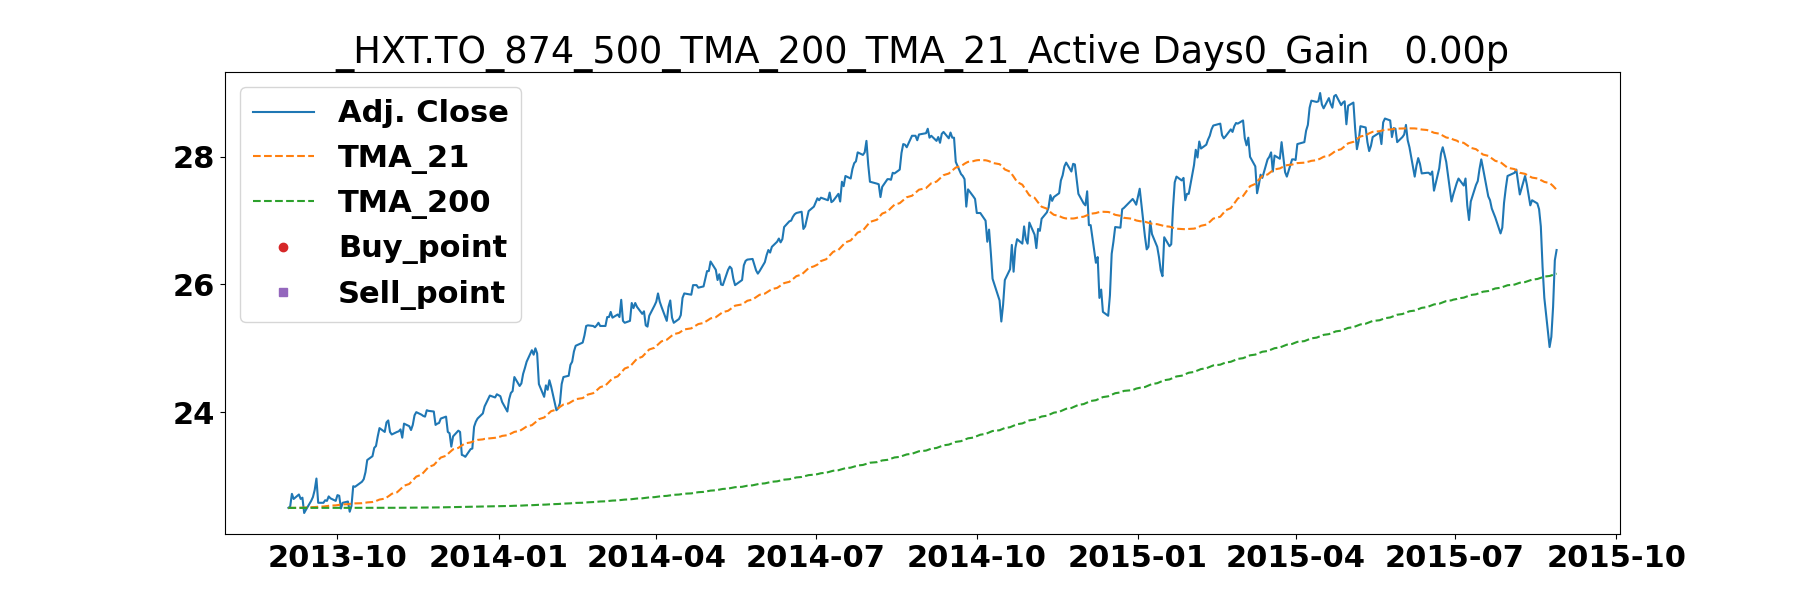 _HXT.TO_874_500_TMA_200_TMA_21_Active Days0_Gain   0.00p
Adj. Close
TMA_21
TMA_200
Buy_point
Sell_point
28
26
24
2013-10 2014-01 2014-04 2014-07 2014-10 2015-01 2015-04 2015-07 2015-10